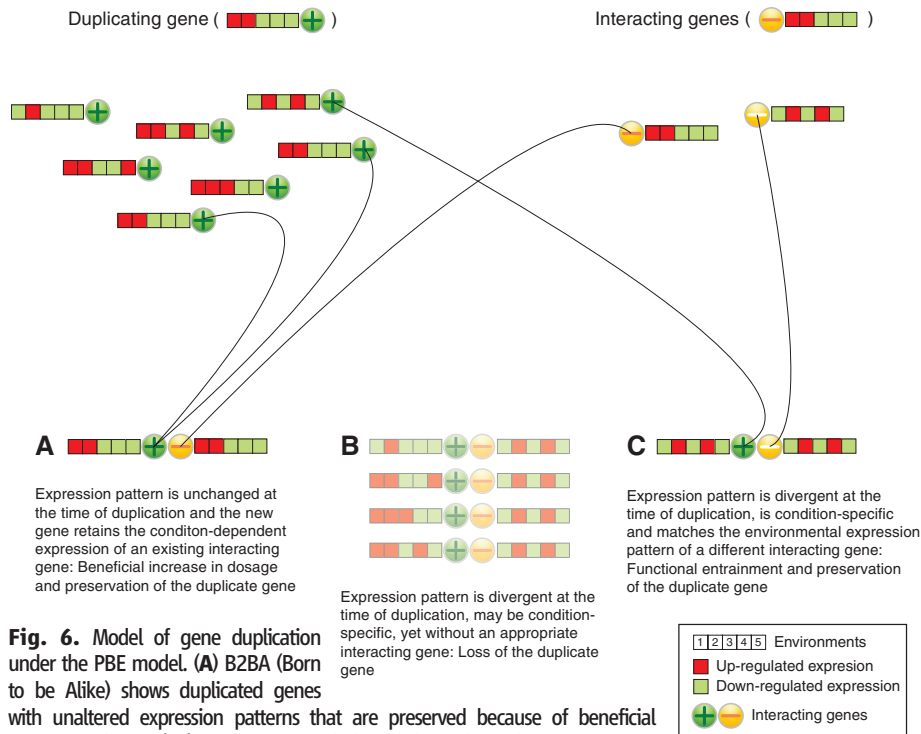 Duplicating gene ( )
Interacting genes ( )
A
Expression pattern is unchanged at
the time of duplication and the new
gene retains the conditon-dependent
expression of an existing interacting
gene: Beneficial increase in dosage
and preservation of the duplicate gene
B
Expression pattern is divergent at the
time of duplication, may be condition-
specific, yet without an appropriate
interacting gene: Loss of the duplicate
gene
C
Expression pattern is divergent at the
time of duplication, is condition-specific
and matches the environmental expression
pattern of a different interacting gene:
Functional entrainment and preservation
of the duplicate gene
1 2 3 4 5 Environments
Up-regulated expresion
Down-regulated expression
Interacting genes
Fig. 6. Model of gene duplication
under the PBE model. (A) B2BA (Born
to be Alike) shows duplicated genes
with unaltered expression patterns that are preserved because of beneficial